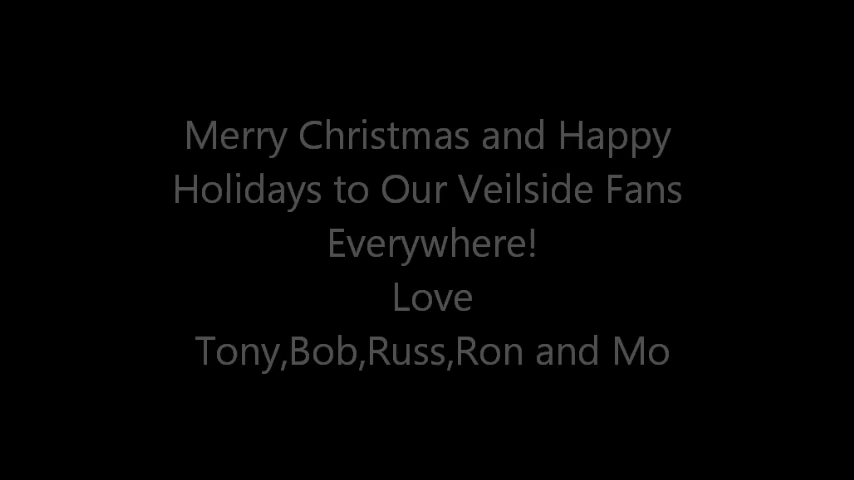 Merry Christmas and Happy
Holidays to Our Veilside Fans
Everywhere!
Love
Tony,Bob,Russ,Ron and Mo